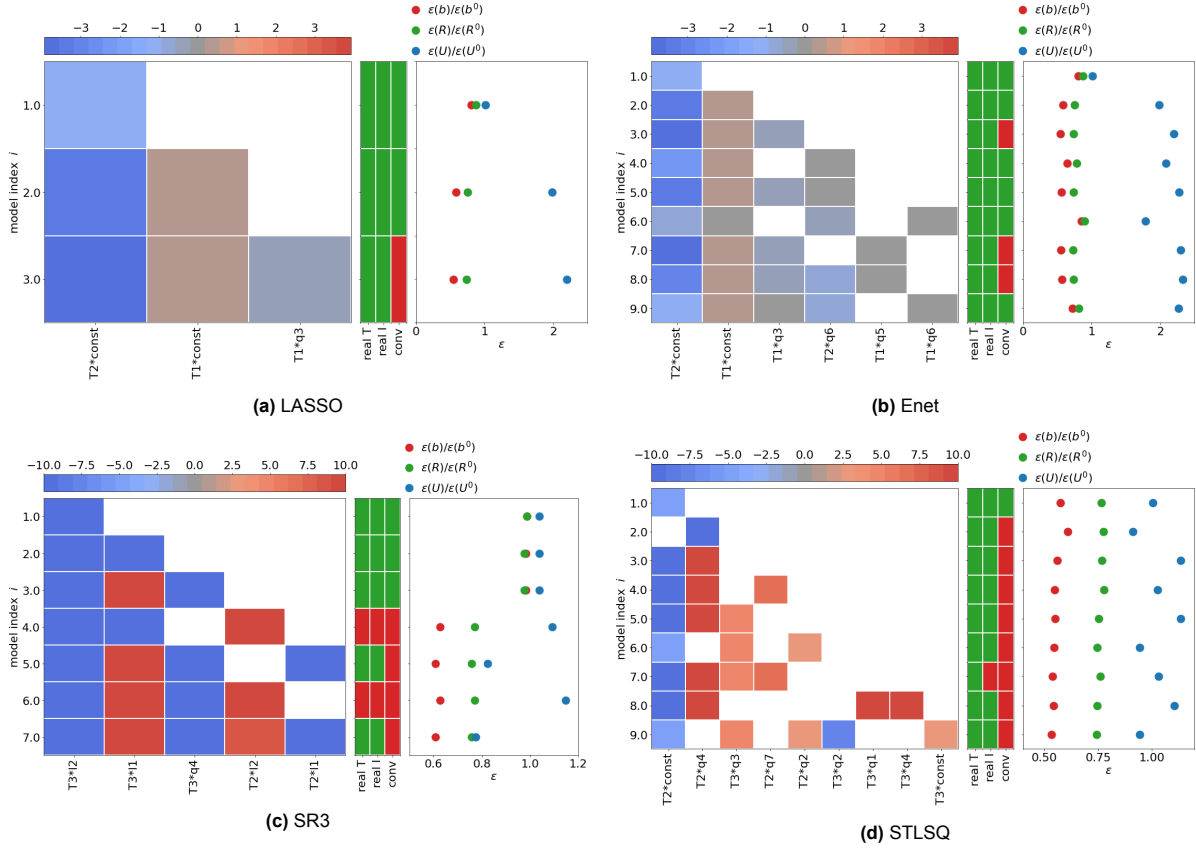 −3 −2 −1 0 1 2 3
ε(b)/ε(b⁰)
ε(R)/ε(R⁰)
ε(U)/ε(U⁰)
model index i
1.0
2.0
3.0
T2*const
T1*const
T1*q3
real T
real I
conv
0 1 2
ε
(a) LASSO
−3 −2 −1 0 1 2 3
ε(b)/ε(b⁰)
ε(R)/ε(R⁰)
ε(U)/ε(U⁰)
model index i
1.0
2.0
3.0
4.0
5.0
6.0
7.0
8.0
9.0
T2*const
T1*const
T1*q3
T2*q6
T1*q5
T1*q6
real T
real I
conv
0 1 2
ε
(b) Enet
−10.0 −7.5 −5.0 −2.5 0.0 2.5 5.0 7.5 10.0
ε(b)/ε(b⁰)
ε(R)/ε(R⁰)
ε(U)/ε(U⁰)
model index i
1.0
2.0
3.0
4.0
5.0
6.0
7.0
T3*l2
T3*l1
T3*q4
T2*l2
T2*l1
real T
real I
conv
0.6 0.8 1.0 1.2
ε
(c) SR3
−10.0 −7.5 −5.0 −2.5 0.0 2.5 5.0 7.5 10.0
ε(b)/ε(b⁰)
ε(R)/ε(R⁰)
ε(U)/ε(U⁰)
model index i
1.0
2.0
3.0
4.0
5.0
6.0
7.0
8.0
9.0
T2*const
T2*q4
T3*q3
T2*q7
T2*q2
T3*q2
T3*q1
T3*q4
T3*const
real T
real I
conv
0.50 0.75 1.00
ε
(d) STLSQ